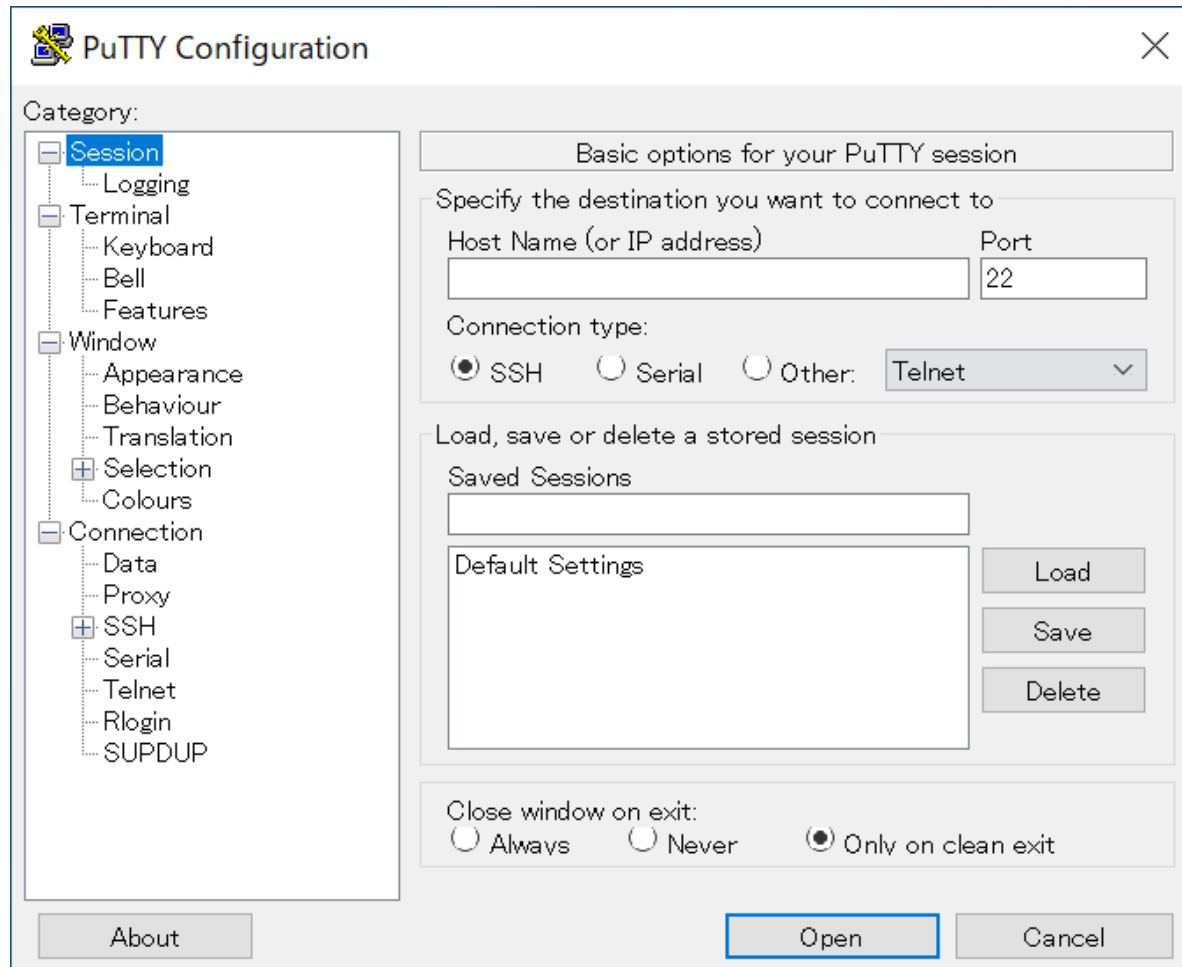 PuTTY Configuration
Category:
Session
Logging
Terminal
Keyboard
Bell
Features
Window
Appearance
Behaviour
Translation
Selection
Colours
Connection
Data
Proxy
SSH
Serial
Telnet
Rlogin
SUPDUP
Basic options for your PuTTY session
Specify the destination you want to connect to
Host Name (or IP address) Port
22
Connection type:
SSH Serial Other: Telnet
Load, save or delete a stored session
Saved Sessions
Default Settings
Load
Save
Delete
Close window on exit:
Always Never Only on clean exit
About Open Cancel